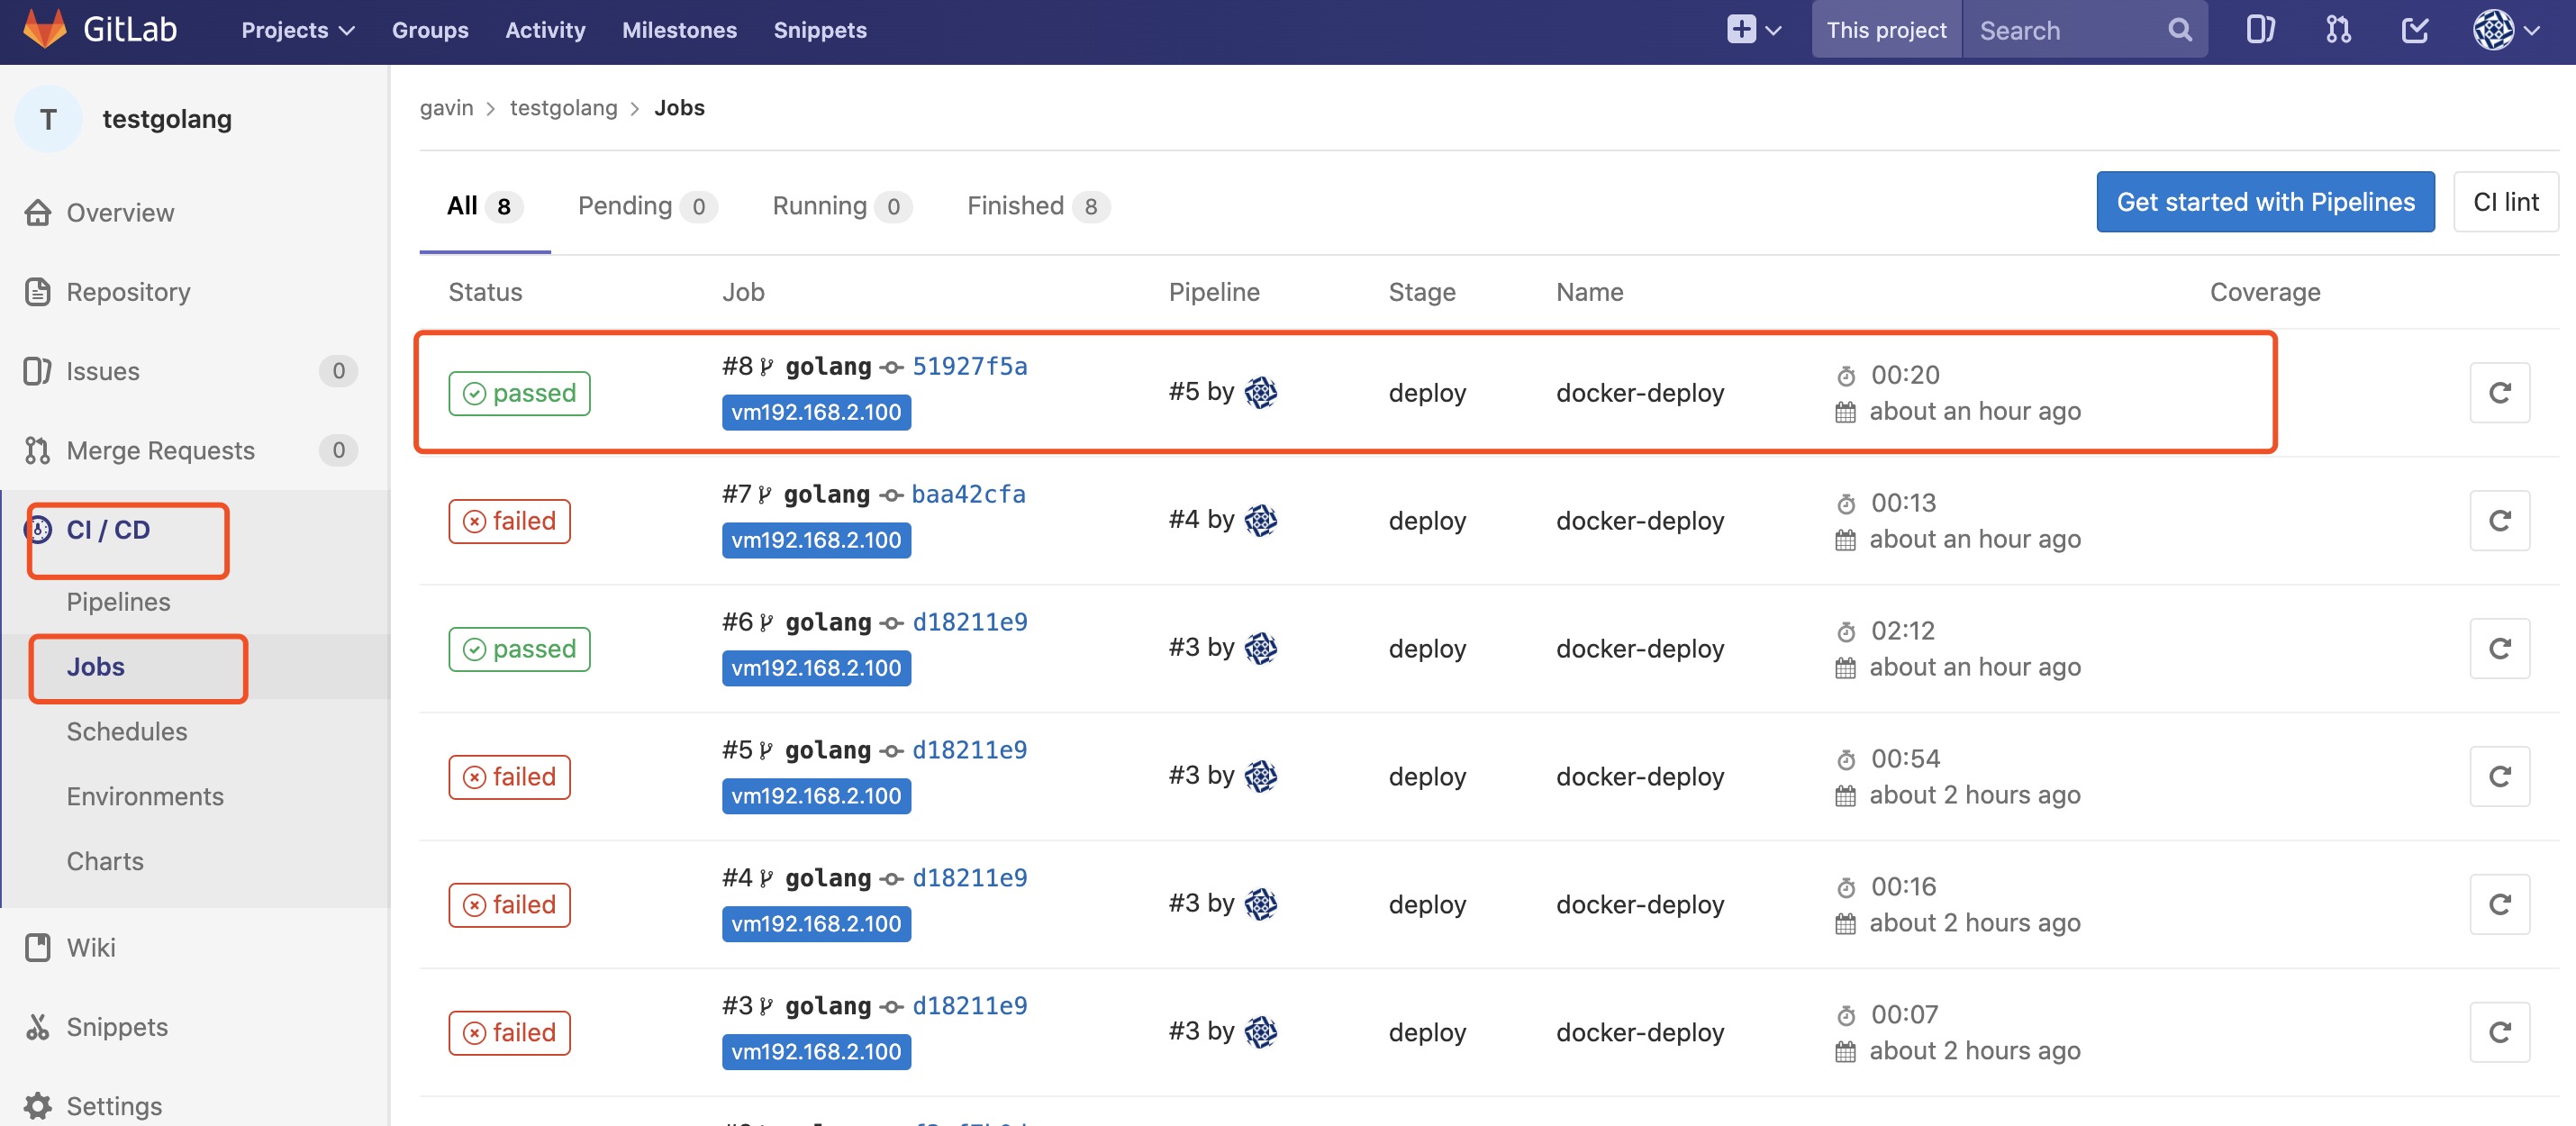 GitLab Projects Groups Activity Milestones Snippets This project Search
T testgolang
Overview
Repository
Issues 0
Merge Requests 0
CI / CD
Pipelines
Jobs
Schedules
Environments
Charts
Wiki
Snippets
Settings
gavin > testgolang > Jobs
All 8 Pending 0 Running 0 Finished 8 Get started with Pipelines CI lint
Status Job Pipeline Stage Name Coverage
passed #8 golang 51927f5a vm192.168.2.100 #5 by deploy docker-deploy 00:20 about an hour ago
failed #7 golang baa42cfa vm192.168.2.100 #4 by deploy docker-deploy 00:13 about an hour ago
passed #6 golang d18211e9 vm192.168.2.100 #3 by deploy docker-deploy 02:12 about an hour ago
failed #5 golang d18211e9 vm192.168.2.100 #3 by deploy docker-deploy 00:54 about 2 hours ago
failed #4 golang d18211e9 vm192.168.2.100 #3 by deploy docker-deploy 00:16 about 2 hours ago
failed #3 golang d18211e9 vm192.168.2.100 #3 by deploy docker-deploy 00:07 about 2 hours ago